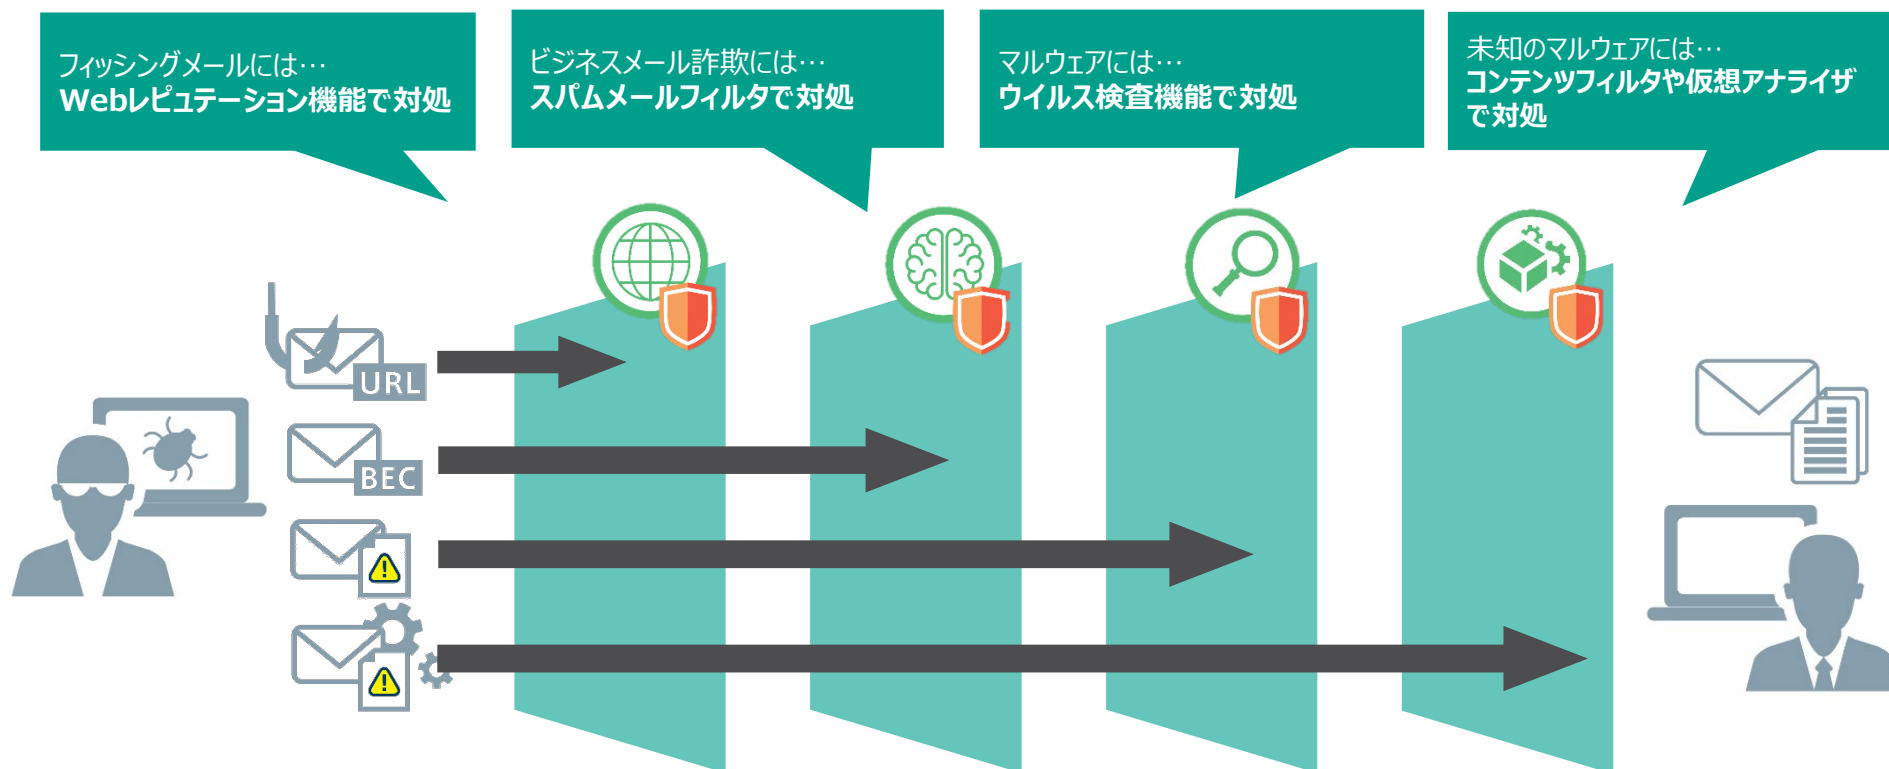 フィッシングメールには…
Webレピュテーション機能で対処
ビジネスメール詐欺には…
スパムメールフィルタで対処
マルウェアには…
ウイルス検査機能で対処
未知のマルウェアには…
コンテンツフィルタや仮想アナライザ
で対処
URL
BEC